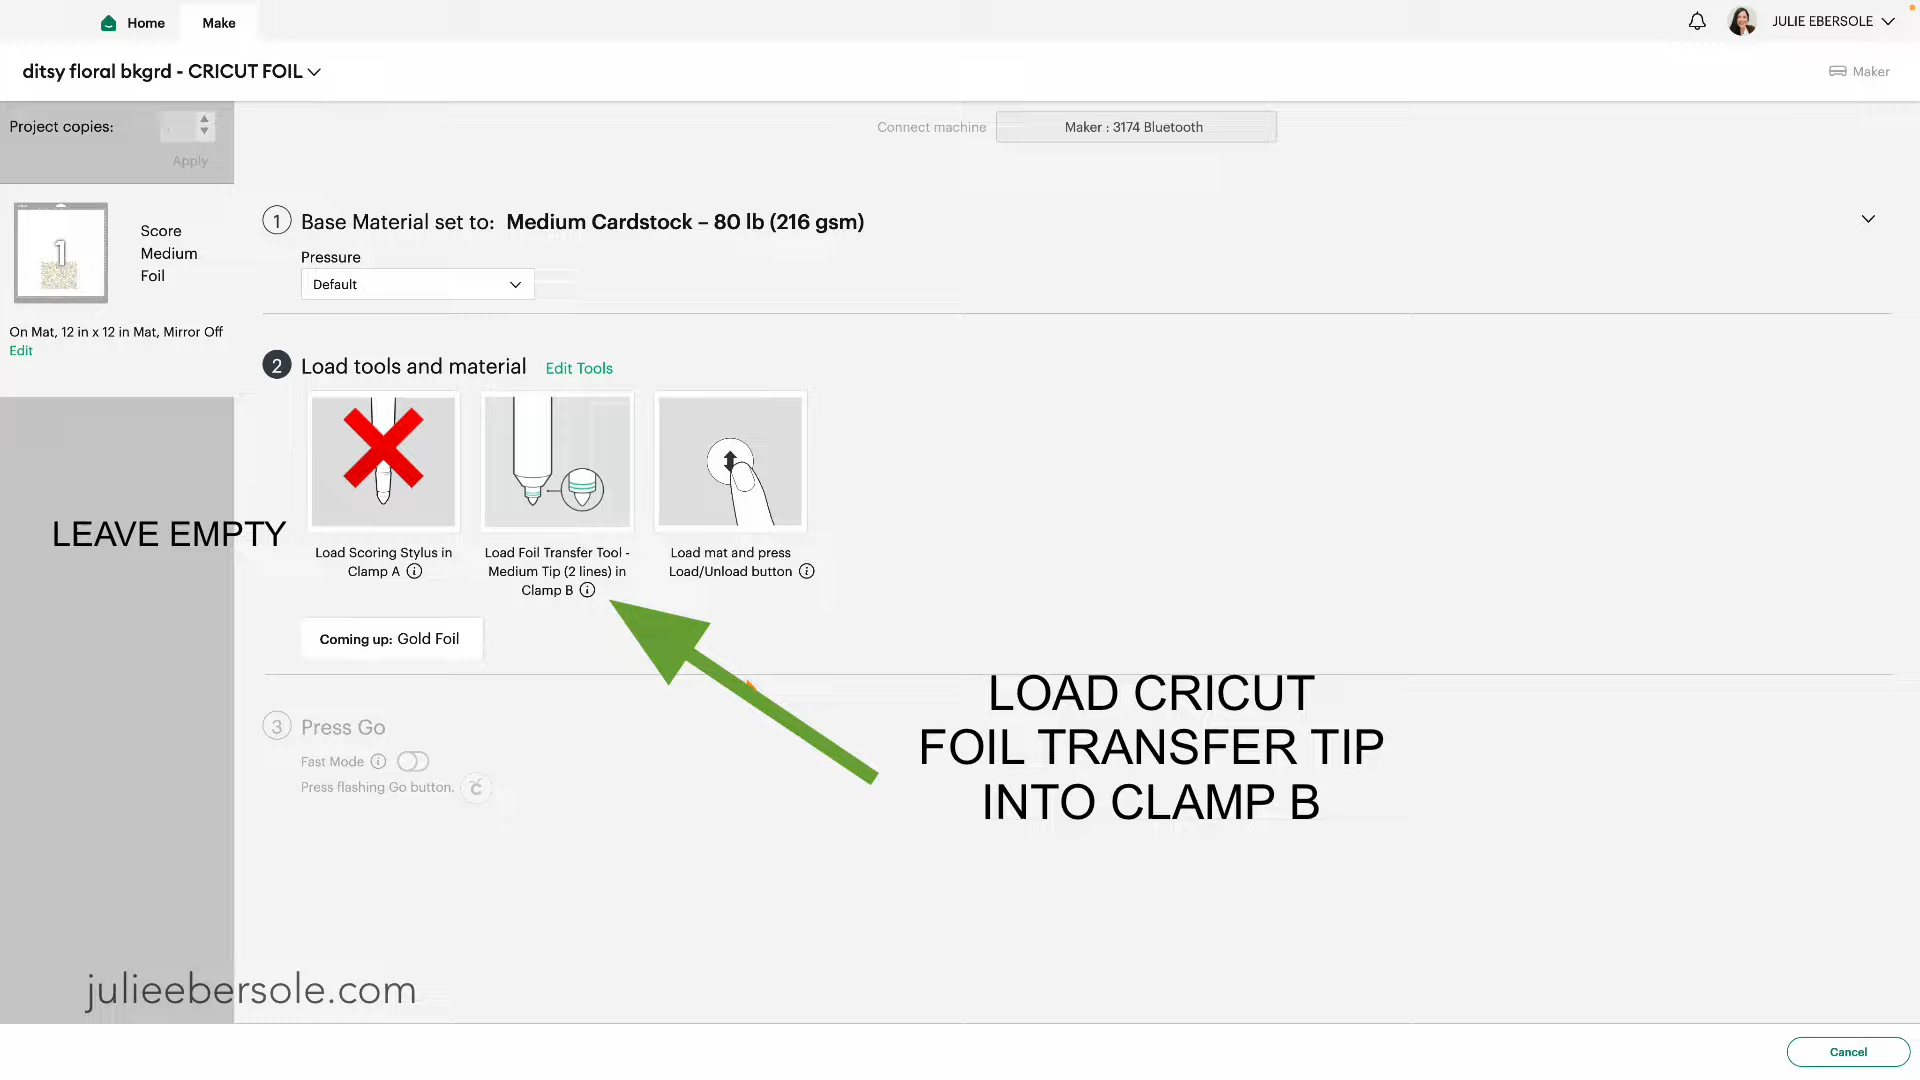 Home
Make
JULIE EBERSOLE
ditsy floral bkgrd - CRICUT FOIL
Maker
Project copies:
Apply
Connect machine
Maker : 3174 Bluetooth
1
Score
Medium
Foil
On Mat, 12 in x 12 in Mat, Mirror Off
Edit
1 Base Material set to: Medium Cardstock – 80 lb (216 gsm)
Pressure
Default
2 Load tools and material Edit Tools
LEAVE EMPTY
Load Scoring Stylus in
Clamp A
Load Foil Transfer Tool -
Medium Tip (2 lines) in
Clamp B
Load mat and press
Load/Unload button
Coming up: Gold Foil
LOAD CRICUT
FOIL TRANSFER TIP
INTO CLAMP B
3 Press Go
Fast Mode
Press flashing Go button.
julieebersole.com
Cancel